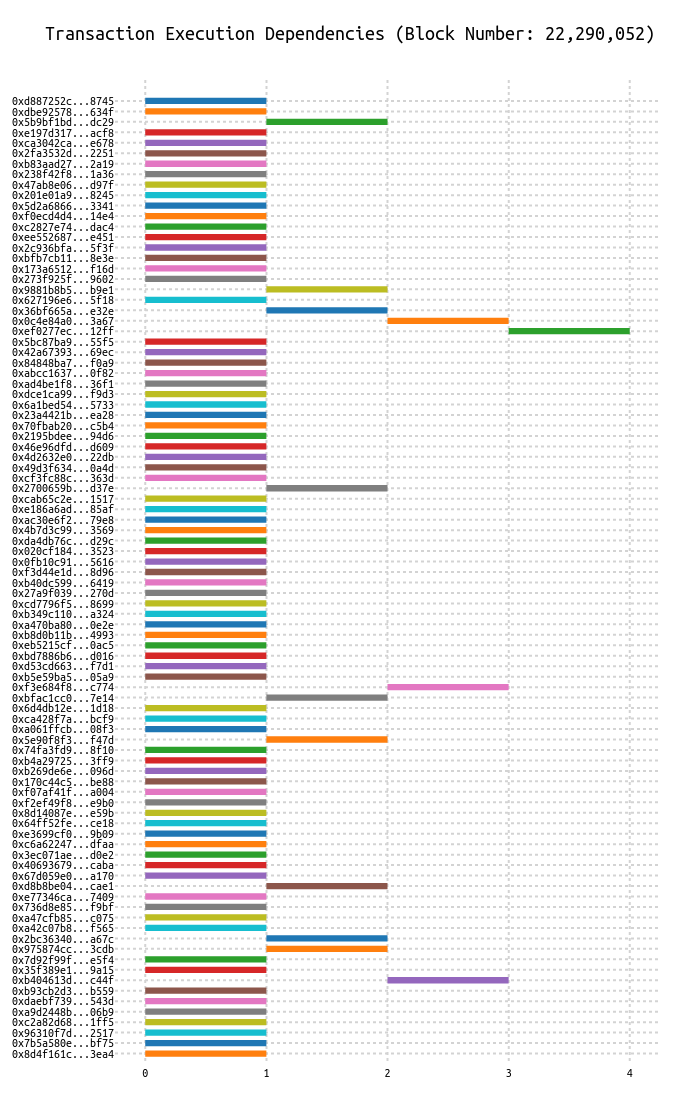 Transaction Execution Dependencies (Block Number: 22,290,052)
0xd887252c...8745
0xdbe92578...634f
0x5b9bf1bd...dc29
0xe197d317...acf8
0xca3042ca...e678
0x2fa3532d...2251
0xb83aad27...2a19
0x238f42f8...1a36
0x47ab8e06...d97f
0x201e01a9...8245
0x5d2a6866...3341
0xf0ecd4d4...14e4
0xc2827e74...dac4
0xee552687...e451
0x2c936bfa...5f3f
0xbfb7cb11...8e3e
0x173a6512...f16d
0x273f925f...9602
0x9881b8b5...b9e1
0x627196e6...5f18
0x36bf665a...e32e
0x0c4e84a0...3a67
0xef0277ec...12ff
0x5bc87ba9...55f5
0x42a67393...69ec
0x84848ba7...f0a9
0xabcc1637...0f82
0xad4be1f8...36f1
0xdce1ca99...f9d3
0x6a1bed54...5733
0x23a4421b...ea28
0x70fbab20...c5b4
0x2195bdee...94d6
0x46e96dfd...d609
0x4d2632e0...22db
0x49d3f634...0a4d
0xcf3fc88c...363d
0x2700659b...d37e
0xcab65c2e...1517
0xe186a6ad...85af
0xac30e6f2...79e8
0x4b7d3c99...3569
0xda4db76c...d29c
0x020cf184...3523
0x0fb10c91...5616
0xf3d44e1d...8d96
0xb40dc599...6419
0x27a9f039...270d
0xcd7796f5...8699
0xb349c110...a324
0xa470ba80...0e2e
0xb8d0b11b...4993
0xeb5215cf...0ac5
0xbd7886b6...d016
0xd53cd663...f7d1
0xb5e59ba5...05a9
0xf3e684f8...c774
0xbfac1cc0...7e14
0x6d4db12e...1d18
0xca428f7a...bcf9
0xa061ffcb...08f3
0x5e90f8f3...f47d
0x74fa3fd9...8f10
0xb4a29725...3ff9
0xb269de6e...096d
0x170c44c5...be88
0xf07af41f...a004
0xf2ef49f8...e9b0
0x8d14087e...e59b
0x64ff52fe...ce18
0xe3699cf0...9b09
0xc6a62247...dfaa
0x3ec071ae...d0e2
0x40693679...caba
0x67d059e0...a170
0xd8b8be04...cae1
0xe77346ca...7409
0x736d8e85...f9bf
0xa47cfb85...c075
0xa42c07b8...f565
0x2bc36340...a67c
0x975874cc...3cdb
0x7d92f99f...e5f4
0x35f389e1...9a15
0xb404613d...c44f
0xb93cb2d3...b559
0xdaebf739...543d
0xa9d2448b...06b9
0xc2a82d68...1ff5
0x96310f7d...2517
0x7b5a580e...bf75
0x8d4f161c...3ea4
0 1 2 3 4